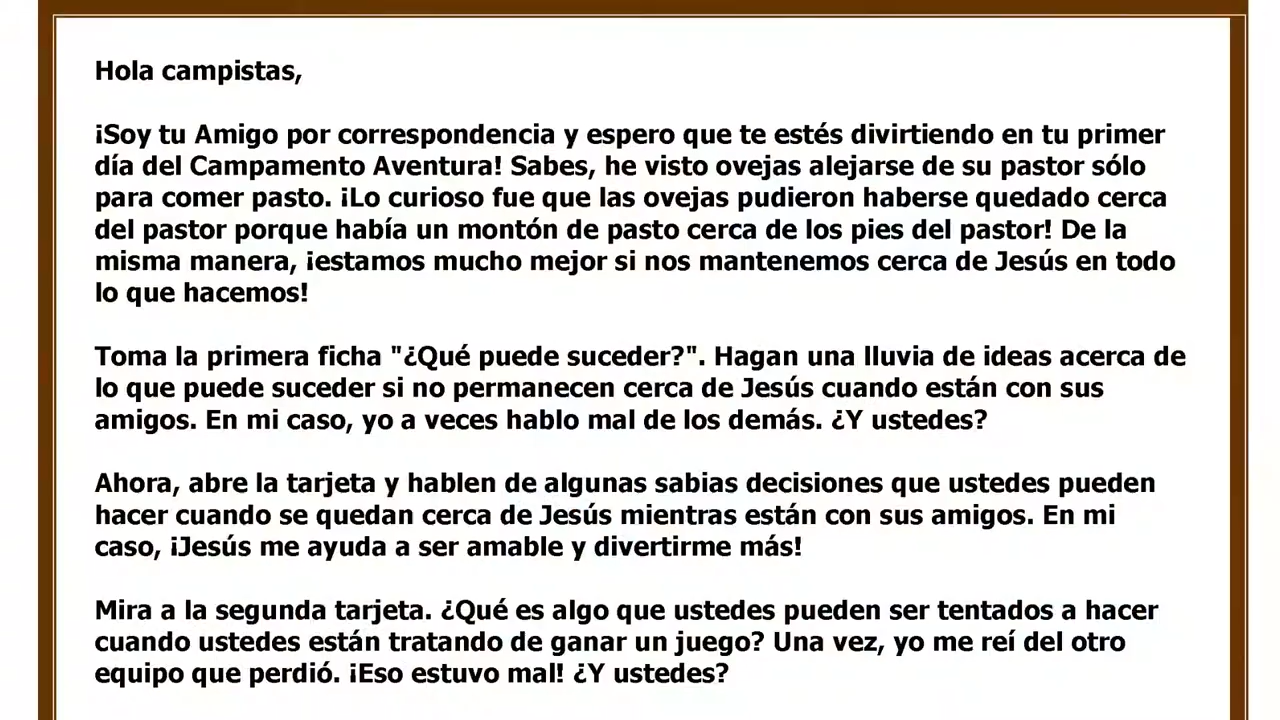 Hola campistas,
¡Soy tu Amigo por correspondencia y espero que te estés divirtiendo en tu primer
día del Campamento Aventura! Sabes, he visto ovejas alejarse de su pastor sólo
para comer pasto. ¡Lo curioso fue que las ovejas pudieron haberse quedado cerca
del pastor porque había un montón de pasto cerca de los pies del pastor! De la
misma manera, ¡estamos mucho mejor si nos mantenemos cerca de Jesús en todo
lo que hacemos!
Toma la primera ficha "¿Qué puede suceder?". Hagan una lluvia de ideas acerca de
lo que puede suceder si no permanecen cerca de Jesús cuando están con sus
amigos. En mi caso, yo a veces hablo mal de los demás. ¿Y ustedes?
Ahora, abre la tarjeta y hablen de algunas sabias decisiones que ustedes pueden
hacer cuando se quedan cerca de Jesús mientras están con sus amigos. En mi
caso, ¡Jesús me ayuda a ser amable y divertirme más!
Mira a la segunda tarjeta. ¿Qué es algo que ustedes pueden ser tentados a hacer
cuando ustedes están tratando de ganar un juego? Una vez, yo me reí del otro
equipo que perdió. ¡Eso estuvo mal! ¿Y ustedes?